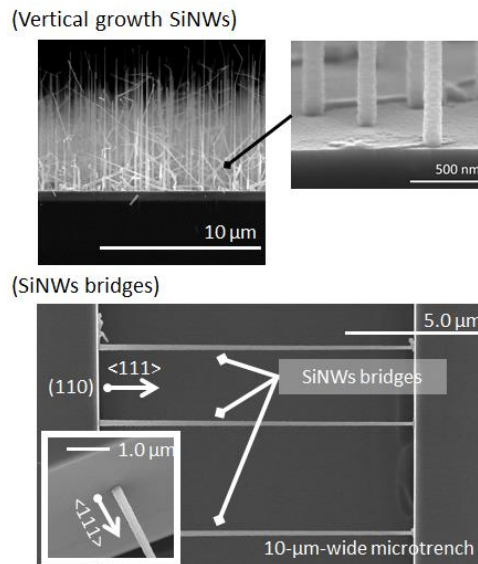 (Vertical growth SiNWs)
10 μm
500 nm
(SiNWs bridges)
5.0 μm
<111>
SiNWs bridges
(110)
1.0 μm
<111>
10-μm-wide microtrench